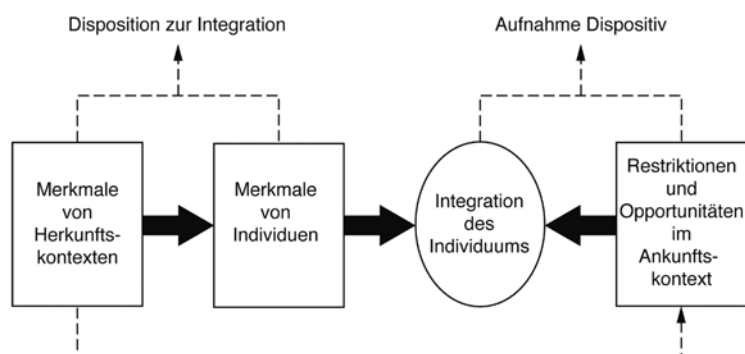 Disposition zur Integration
Aufnahme Dispositiv
Merkmale
von
Herkunfts-
kontexten
Merkmale
von
Individuen
Integration
des
Individuums
Restriktionen
und
Opportunitäten
im
Ankunfts-
kontext